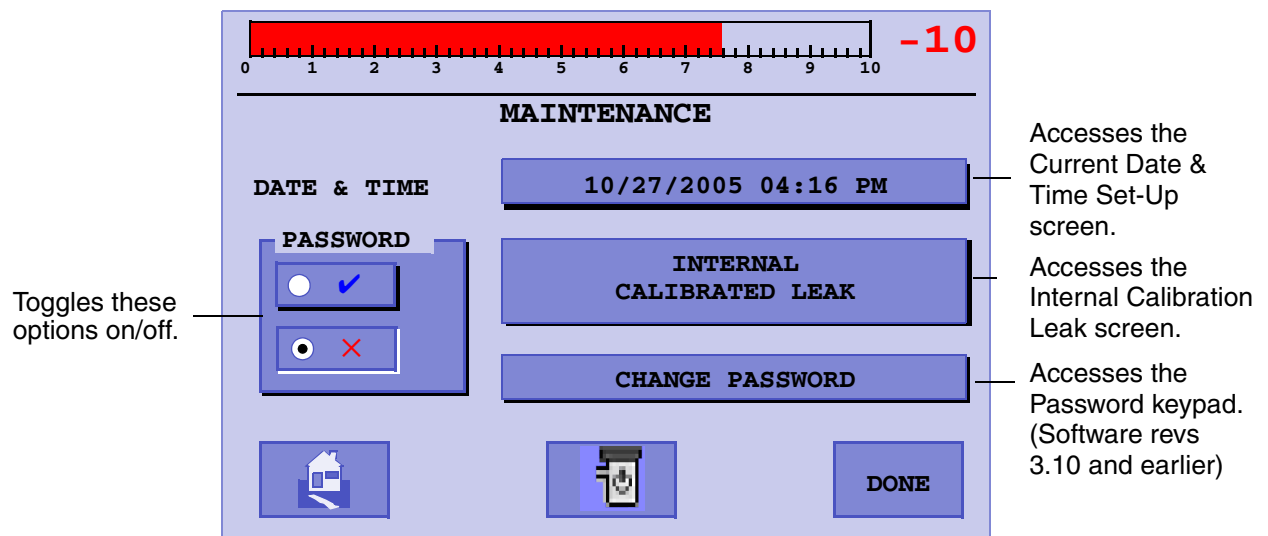 -10
0 1 2 3 4 5 6 7 8 9 10
MAINTENANCE
DATE & TIME
10/27/2005 04:16 PM
Accesses the
Current Date &
Time Set-Up
screen.
PASSWORD
INTERNAL
CALIBRATED LEAK
Accesses the
Internal Calibration
Leak screen.
Toggles these
options on/off.
CHANGE PASSWORD
Accesses the
Password keypad.
(Software revs
3.10 and earlier)
DONE